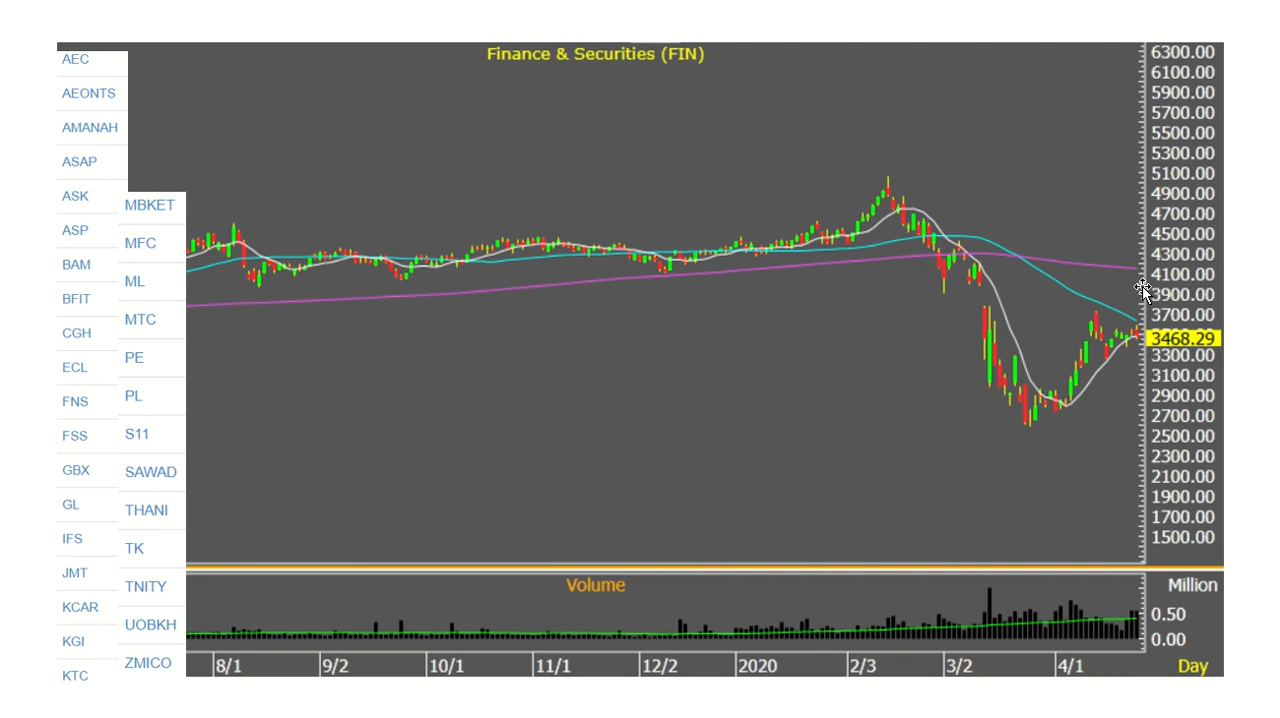 Finance & Securities (FIN)
AEC
AEONTS
AMANAH
ASAP
ASK
ASP
BAM
BFIT
CGH
ECL
FNS
FSS
GBX
GL
IFS
JMT
KCAR
KGI
KTC
MBKET
MFC
ML
MTC
PE
PL
S11
SAWAD
THANI
TK
TNITY
UOBKH
ZMICO
6300.00
6100.00
5900.00
5700.00
5500.00
5300.00
5100.00
4900.00
4700.00
4500.00
4300.00
4100.00
3900.00
3700.00
3468.29
3300.00
3100.00
2900.00
2700.00
2500.00
2300.00
2100.00
1900.00
1700.00
1500.00
Volume
Million
0.50
0.00
8/1 9/2 10/1 11/1 12/2 2020 2/3 3/2 4/1 Day